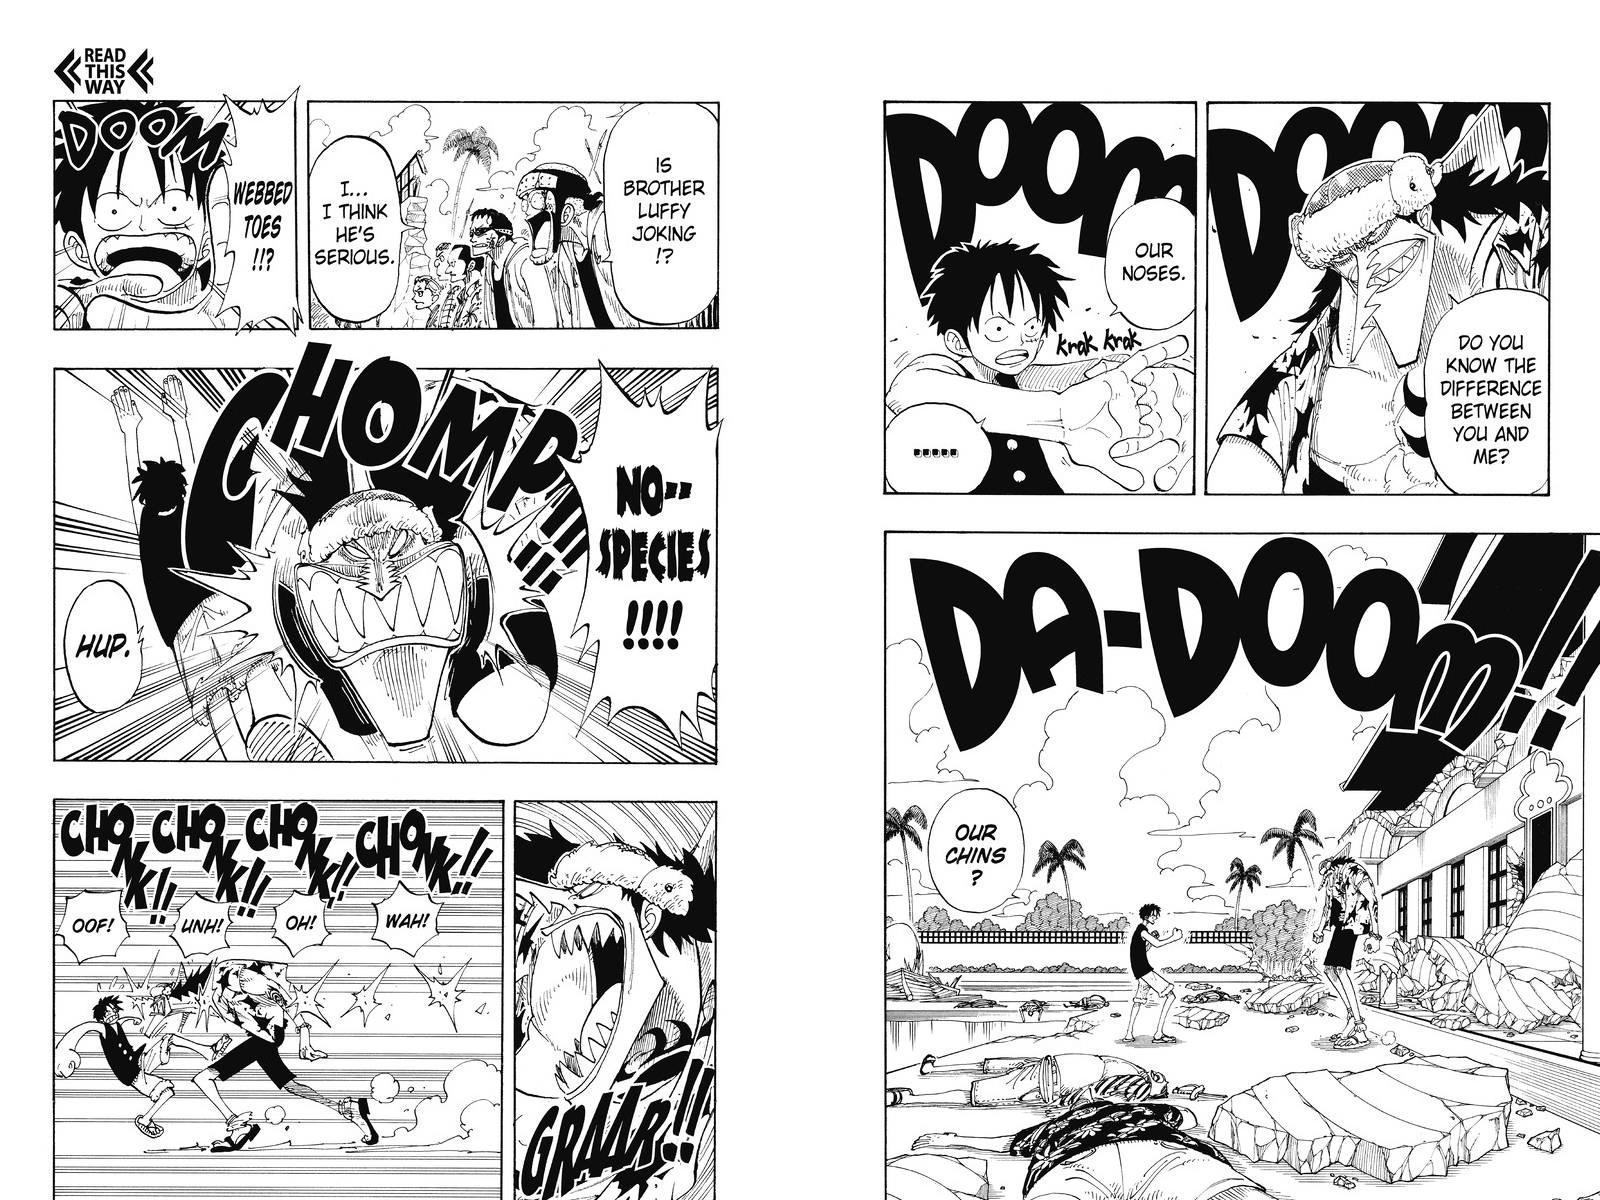 READ
THIS
WAY
DOOM
DO YOU
KNOW THE
DIFFERENCE
BETWEEN
YOU AND
ME?
DOOM
OUR
NOSES.
krak krak
.....
DA-DOOM!!
OUR
CHINS
?
IS
BROTHER
LUFFY
JOKING
!?
I...
I THINK
HE'S
SERIOUS.
WEBBED
TOES
!!?
DOOM
NO--
SPECIES
!!!!
CHOMP!!!
HUP.
GRAAR!!
CHONK!!
WAH!
CHONK!!
OH!
CHONK!!
UNH!
CHONK!!
OOF!